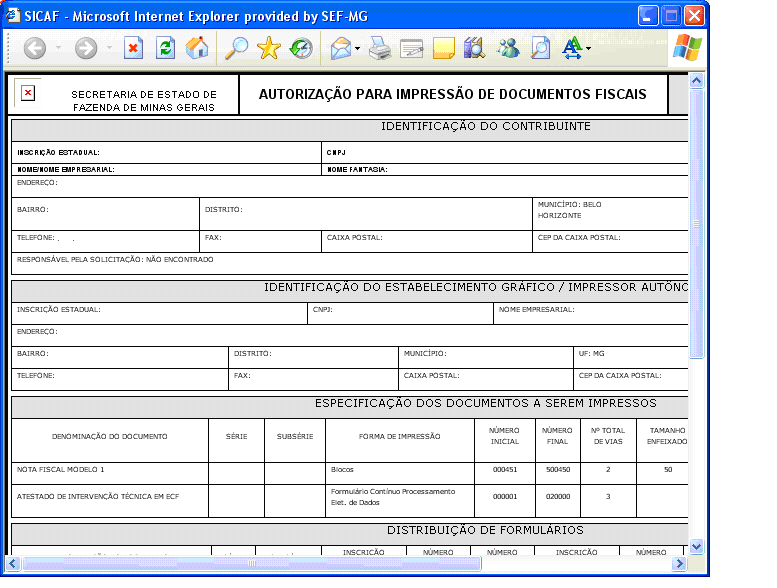 SICAF - Microsoft Internet Explorer provided by SEF-MG
SECRETARIA DE ESTADO DE
FAZENDA DE MINAS GERAIS
AUTORIZAÇÃO PARA IMPRESSÃO DE DOCUMENTOS FISCAIS
IDENTIFICAÇÃO DO CONTRIBUINTE
INSCRIÇÃO ESTADUAL: CNPJ
NOME/NOME EMPRESARIAL: NOME FANTASIA:
ENDEREÇO:
BAIRRO: DISTRITO: MUNICÍPIO: BELO
HORIZONTE
TELEFONE: . . FAX: CAIXA POSTAL: CEP DA CAIXA POSTAL:
RESPONSÁVEL PELA SOLICITAÇÃO: NÃO ENCONTRADO
IDENTIFICAÇÃO DO ESTABELECIMENTO GRÁFICO / IMPRESSOR AUTÔNO
INSCRIÇÃO ESTADUAL: CNPJ: NOME EMPRESARIAL:
ENDEREÇO:
BAIRRO: DISTRITO: MUNICÍPIO: UF: MG
TELEFONE: FAX: CAIXA POSTAL: CEP DA CAIXA POSTAL:
ESPECIFICAÇÃO DOS DOCUMENTOS A SEREM IMPRESSOS
DENOMINAÇÃO DO DOCUMENTO SÉRIE SUBSÉRIE FORMA DE IMPRESSÃO NÚMERO INICIAL NÚMERO FINAL Nº TOTAL DE VIAS TAMANHO ENFEIXADO
NOTA FISCAL MODELO 1 Blocos 000451 500450 2 50
ATESTADO DE INTERVENÇÃO TÉCNICA EM ECF Formulário Contínuo Processamento Elet. de Dados 000001 020000 3
DISTRIBUIÇÃO DE FORMULÁRIOS
INSCRIÇÃO NÚMERO NÚMERO INSCRIÇÃO NÚMERO